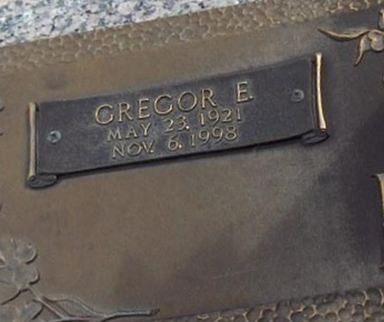 GREGOR E.
MAY 23, 1921
NOV. 6, 1998